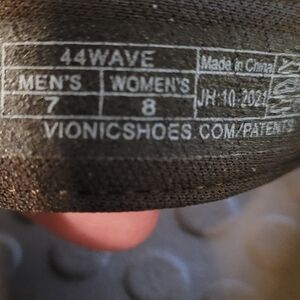 44WAVE
MEN'S WOMEN'S
7 8
Made in China
JH 10-2021
VIONICSHOES.COM/PATENTS